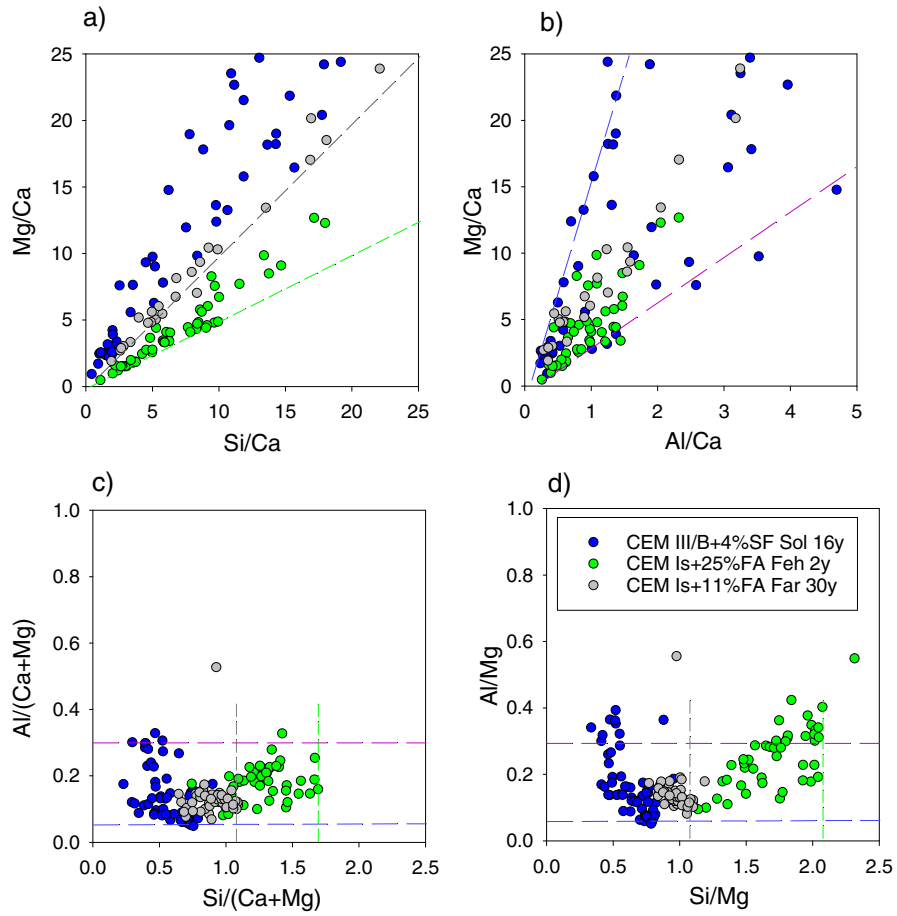 a)
25
20
15
10
5
0
Mg/Ca
0 5 10 15 20 25
Si/Ca
b)
25
20
15
10
5
0
Mg/Ca
0 1 2 3 4 5
Al/Ca
c)
1.0
0.8
0.6
0.4
0.2
0.0
Al/(Ca+Mg)
0.0 0.5 1.0 1.5 2.0 2.5
Si/(Ca+Mg)
d)
1.0
0.8
0.6
0.4
0.2
0.0
Al/Mg
CEM III/B+4%SF Sol 16y
CEM Is+25%FA Feh 2y
CEM Is+11%FA Far 30y
0.0 0.5 1.0 1.5 2.0 2.5
Si/Mg